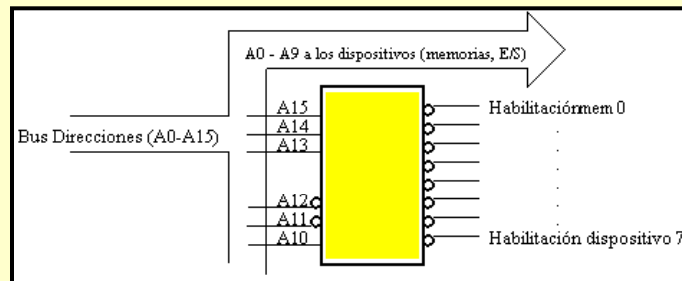 A0 - A9 a los dispositivos (memorias, E/S)
A15
Habilitaciónmem 0
A14
Bus Direcciones (A0-A15)
A13
A12
A11
A10
Habilitación dispositivo 7